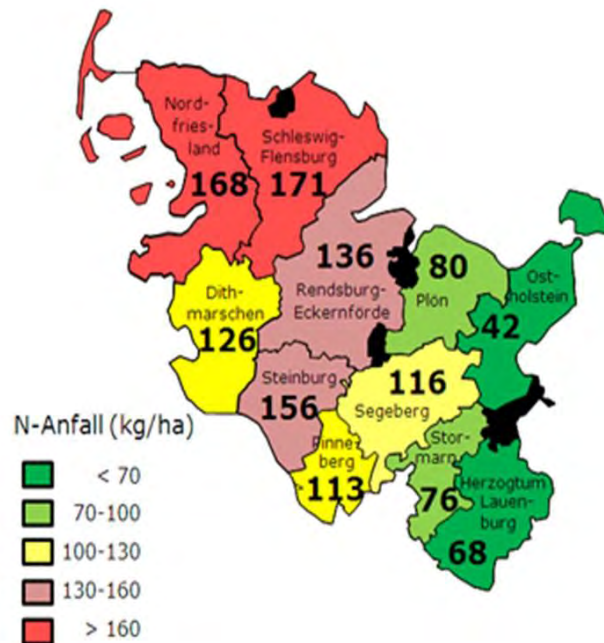 Nord-
fries-
land
168
Schleswig-
Flensburg
171
136
Rendsburg-
Eckernförde
80
Plön
Ost-
holstein
42
Dith-
marschen
126
Steinburg
156
116
Segeberg
Pinne-
berg
113
Stor-
marn
76
Herzogtum
Lauen-
burg
68
N-Anfall (kg/ha)
< 70
70-100
100-130
130-160
> 160